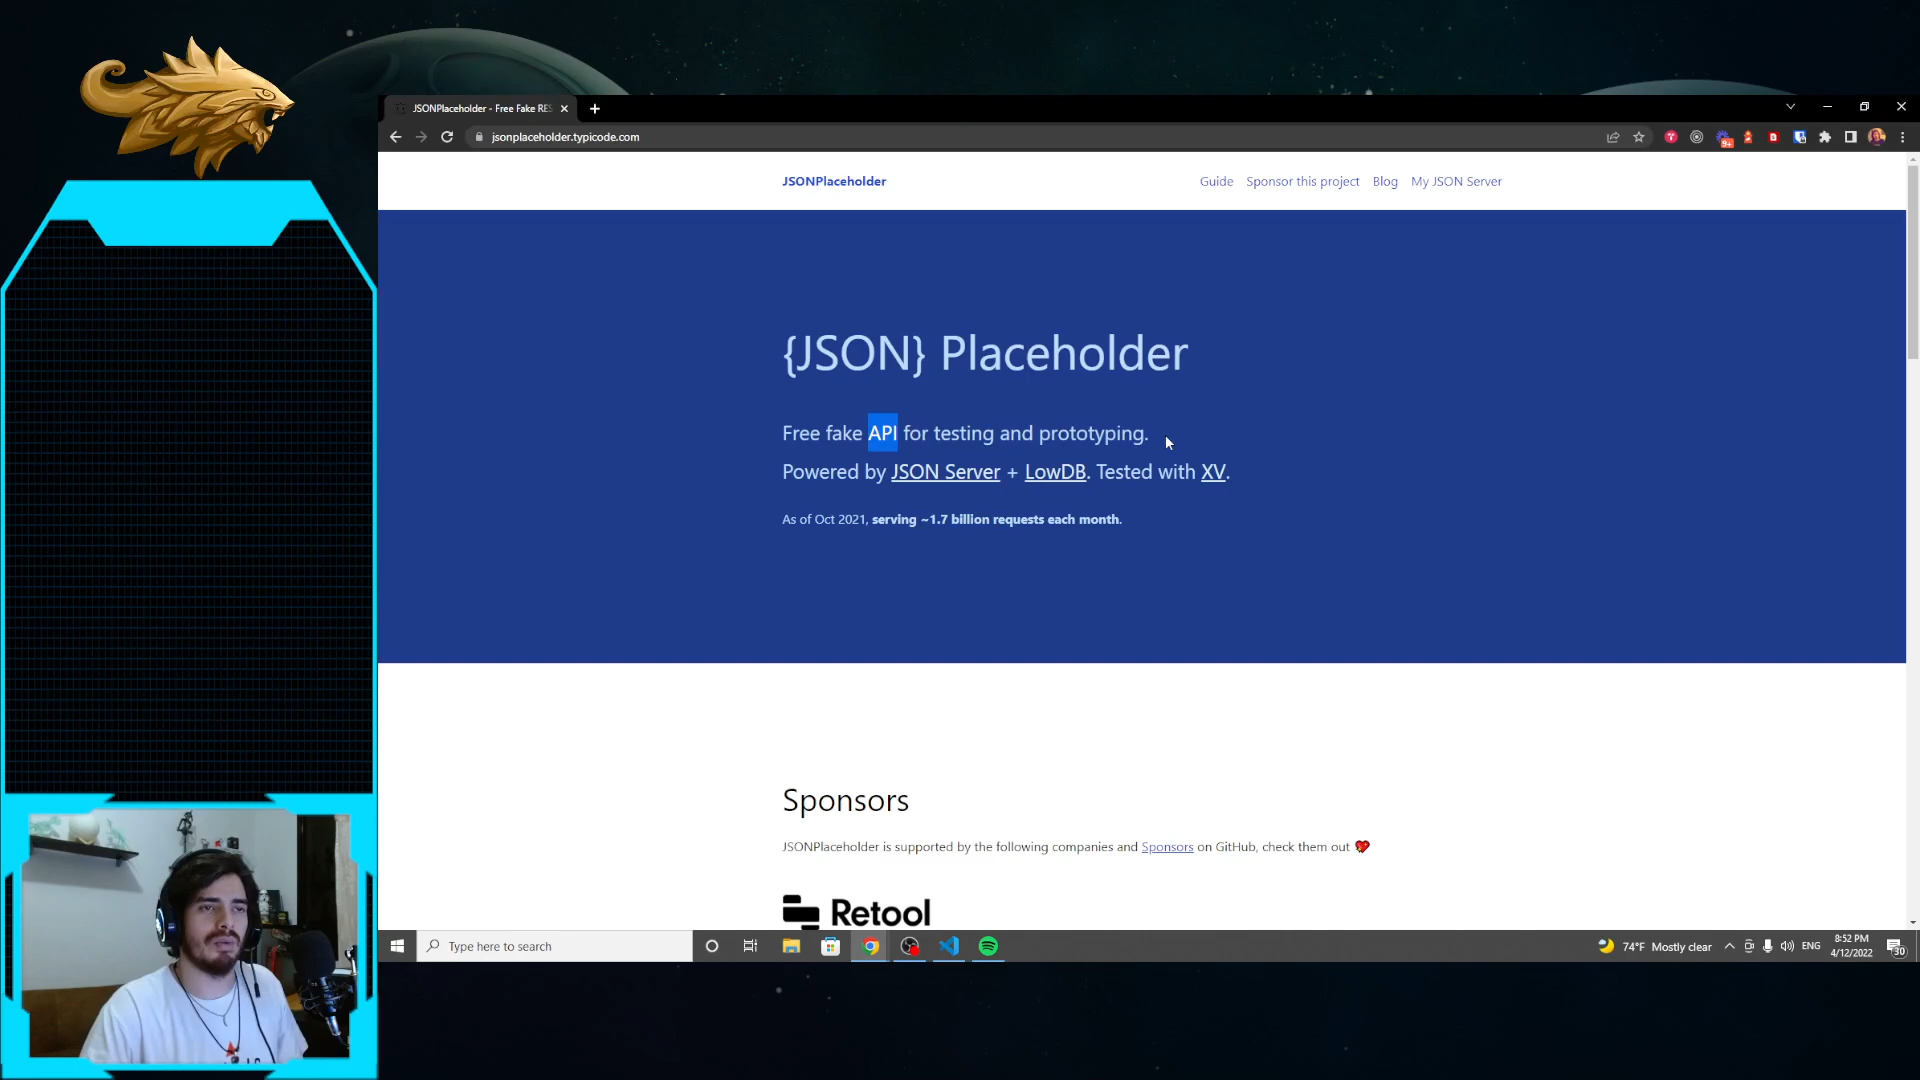 JSONPlaceholder - Free Fake RES
jsonplaceholder.typicode.com
9+
JSONPlaceholder
Guide Sponsor this project Blog My JSON Server
{JSON} Placeholder
Free fake API for testing and prototyping.
Powered by JSON Server + LowDB. Tested with XV.
As of Oct 2021, serving ~1.7 billion requests each month.
Sponsors
JSONPlaceholder is supported by the following companies and Sponsors on GitHub, check them out
Retool
Type here to search
74°F Mostly clear
ENG
8:52 PM
4/12/2022
30